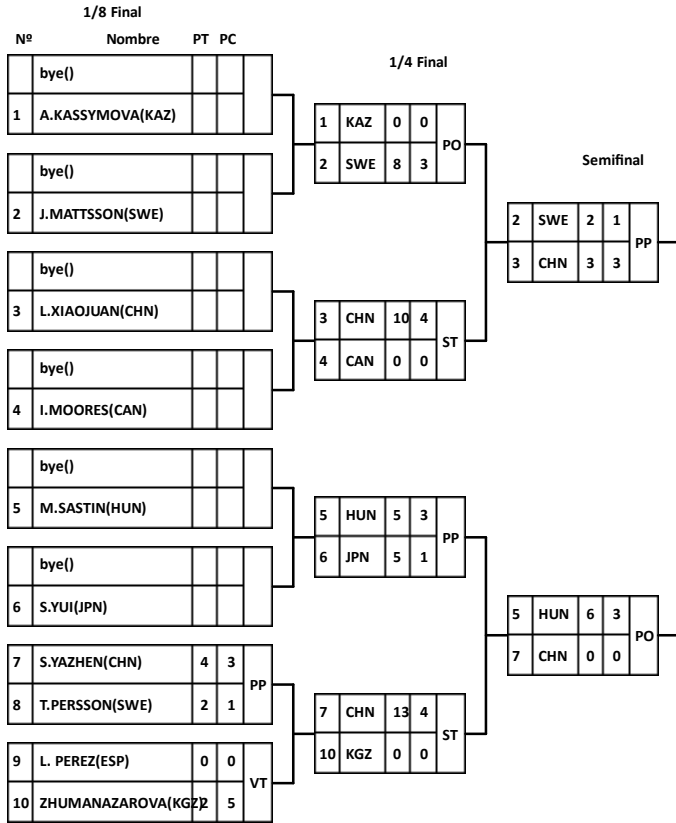 1/8 Final
Nº Nombre PT PC
bye()
1 A.KASSYMOVA(KAZ)
bye()
2 J.MATTSSON(SWE)
bye()
3 L.XIAOJUAN(CHN)
bye()
4 I.MOORES(CAN)
bye()
5 M.SASTIN(HUN)
bye()
6 S.YUI(JPN)
7 S.YAZHEN(CHN) 4 3
PP
8 T.PERSSON(SWE) 2 1
9 L. PEREZ(ESP) 0 0
VT
10 ZHUMANAZAROVA(KGZ) 2 5
1/4 Final
1 KAZ 0 0
PO
2 SWE 8 3
3 CHN 10 4
ST
4 CAN 0 0
5 HUN 5 3
PP
6 JPN 5 1
7 CHN 13 4
ST
10 KGZ 0 0
Semifinal
2 SWE 2 1
PP
3 CHN 3 3
5 HUN 6 3
PO
7 CHN 0 0